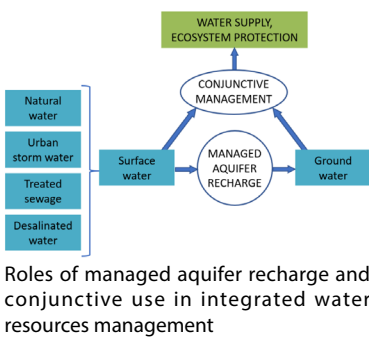 WATER SUPPLY,
ECOSYSTEM PROTECTION
CONJUNCTIVE
MANAGEMENT
Natural
water
Urban
storm water
Treated
sewage
Desalinated
water
Surface
water
MANAGED
AQUIFER
RECHARGE
Ground
water
Roles of managed aquifer recharge and
conjunctive use in integrated water
resources management